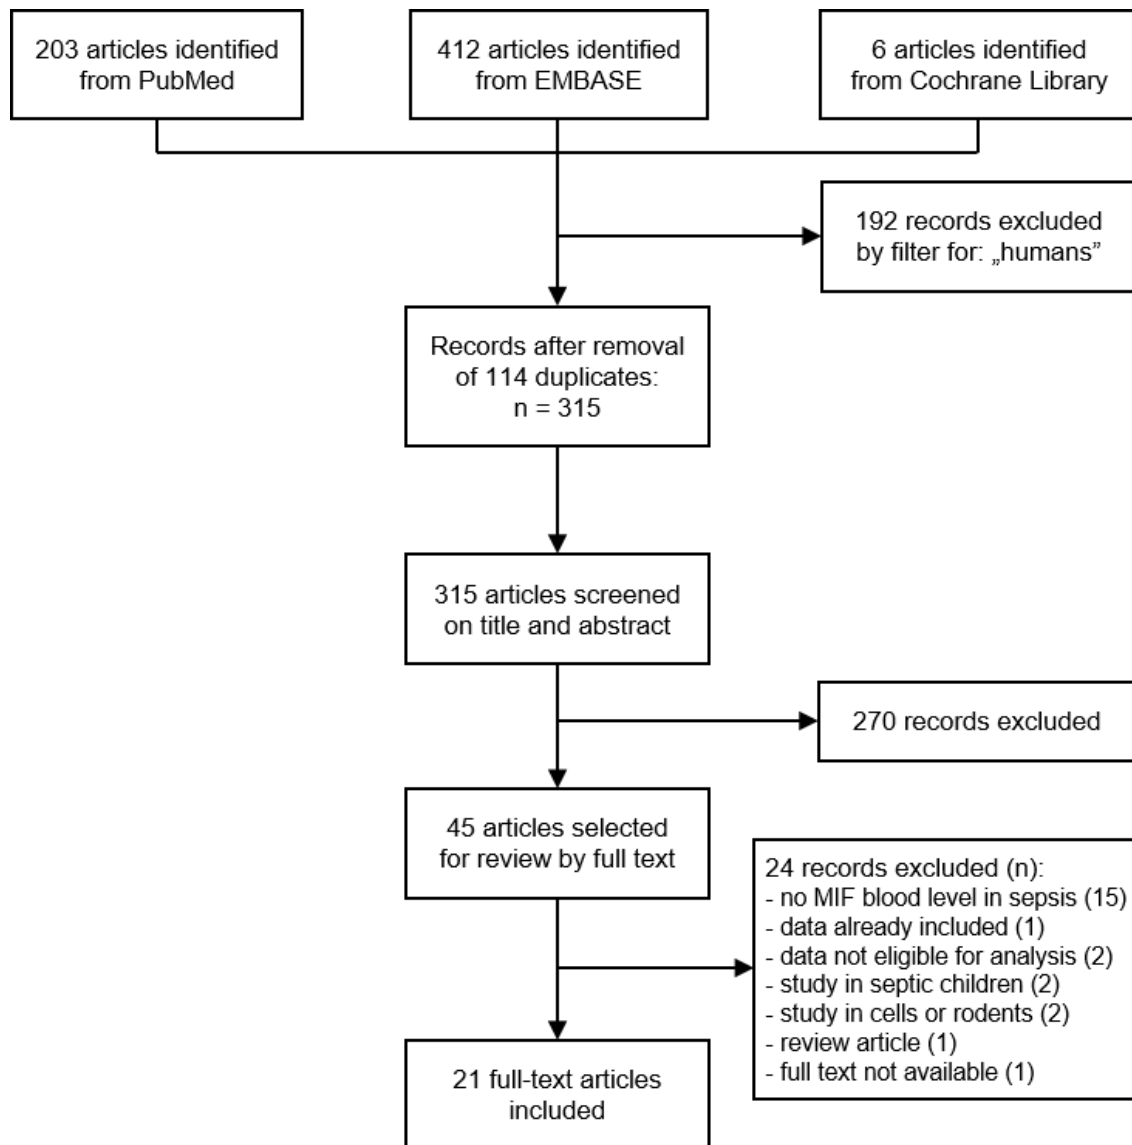 203 articles identified
from PubMed
412 articles identified
from EMBASE
6 articles identified
from Cochrane Library
192 records excluded
by filter for: „humans”
Records after removal
of 114 duplicates:
n = 315
315 articles screened
on title and abstract
270 records excluded
45 articles selected
for review by full text
24 records excluded (n):
- no MIF blood level in sepsis (15)
- data already included (1)
- data not eligible for analysis (2)
- study in septic children (2)
- study in cells or rodents (2)
- review article (1)
- full text not available (1)
21 full-text articles
included